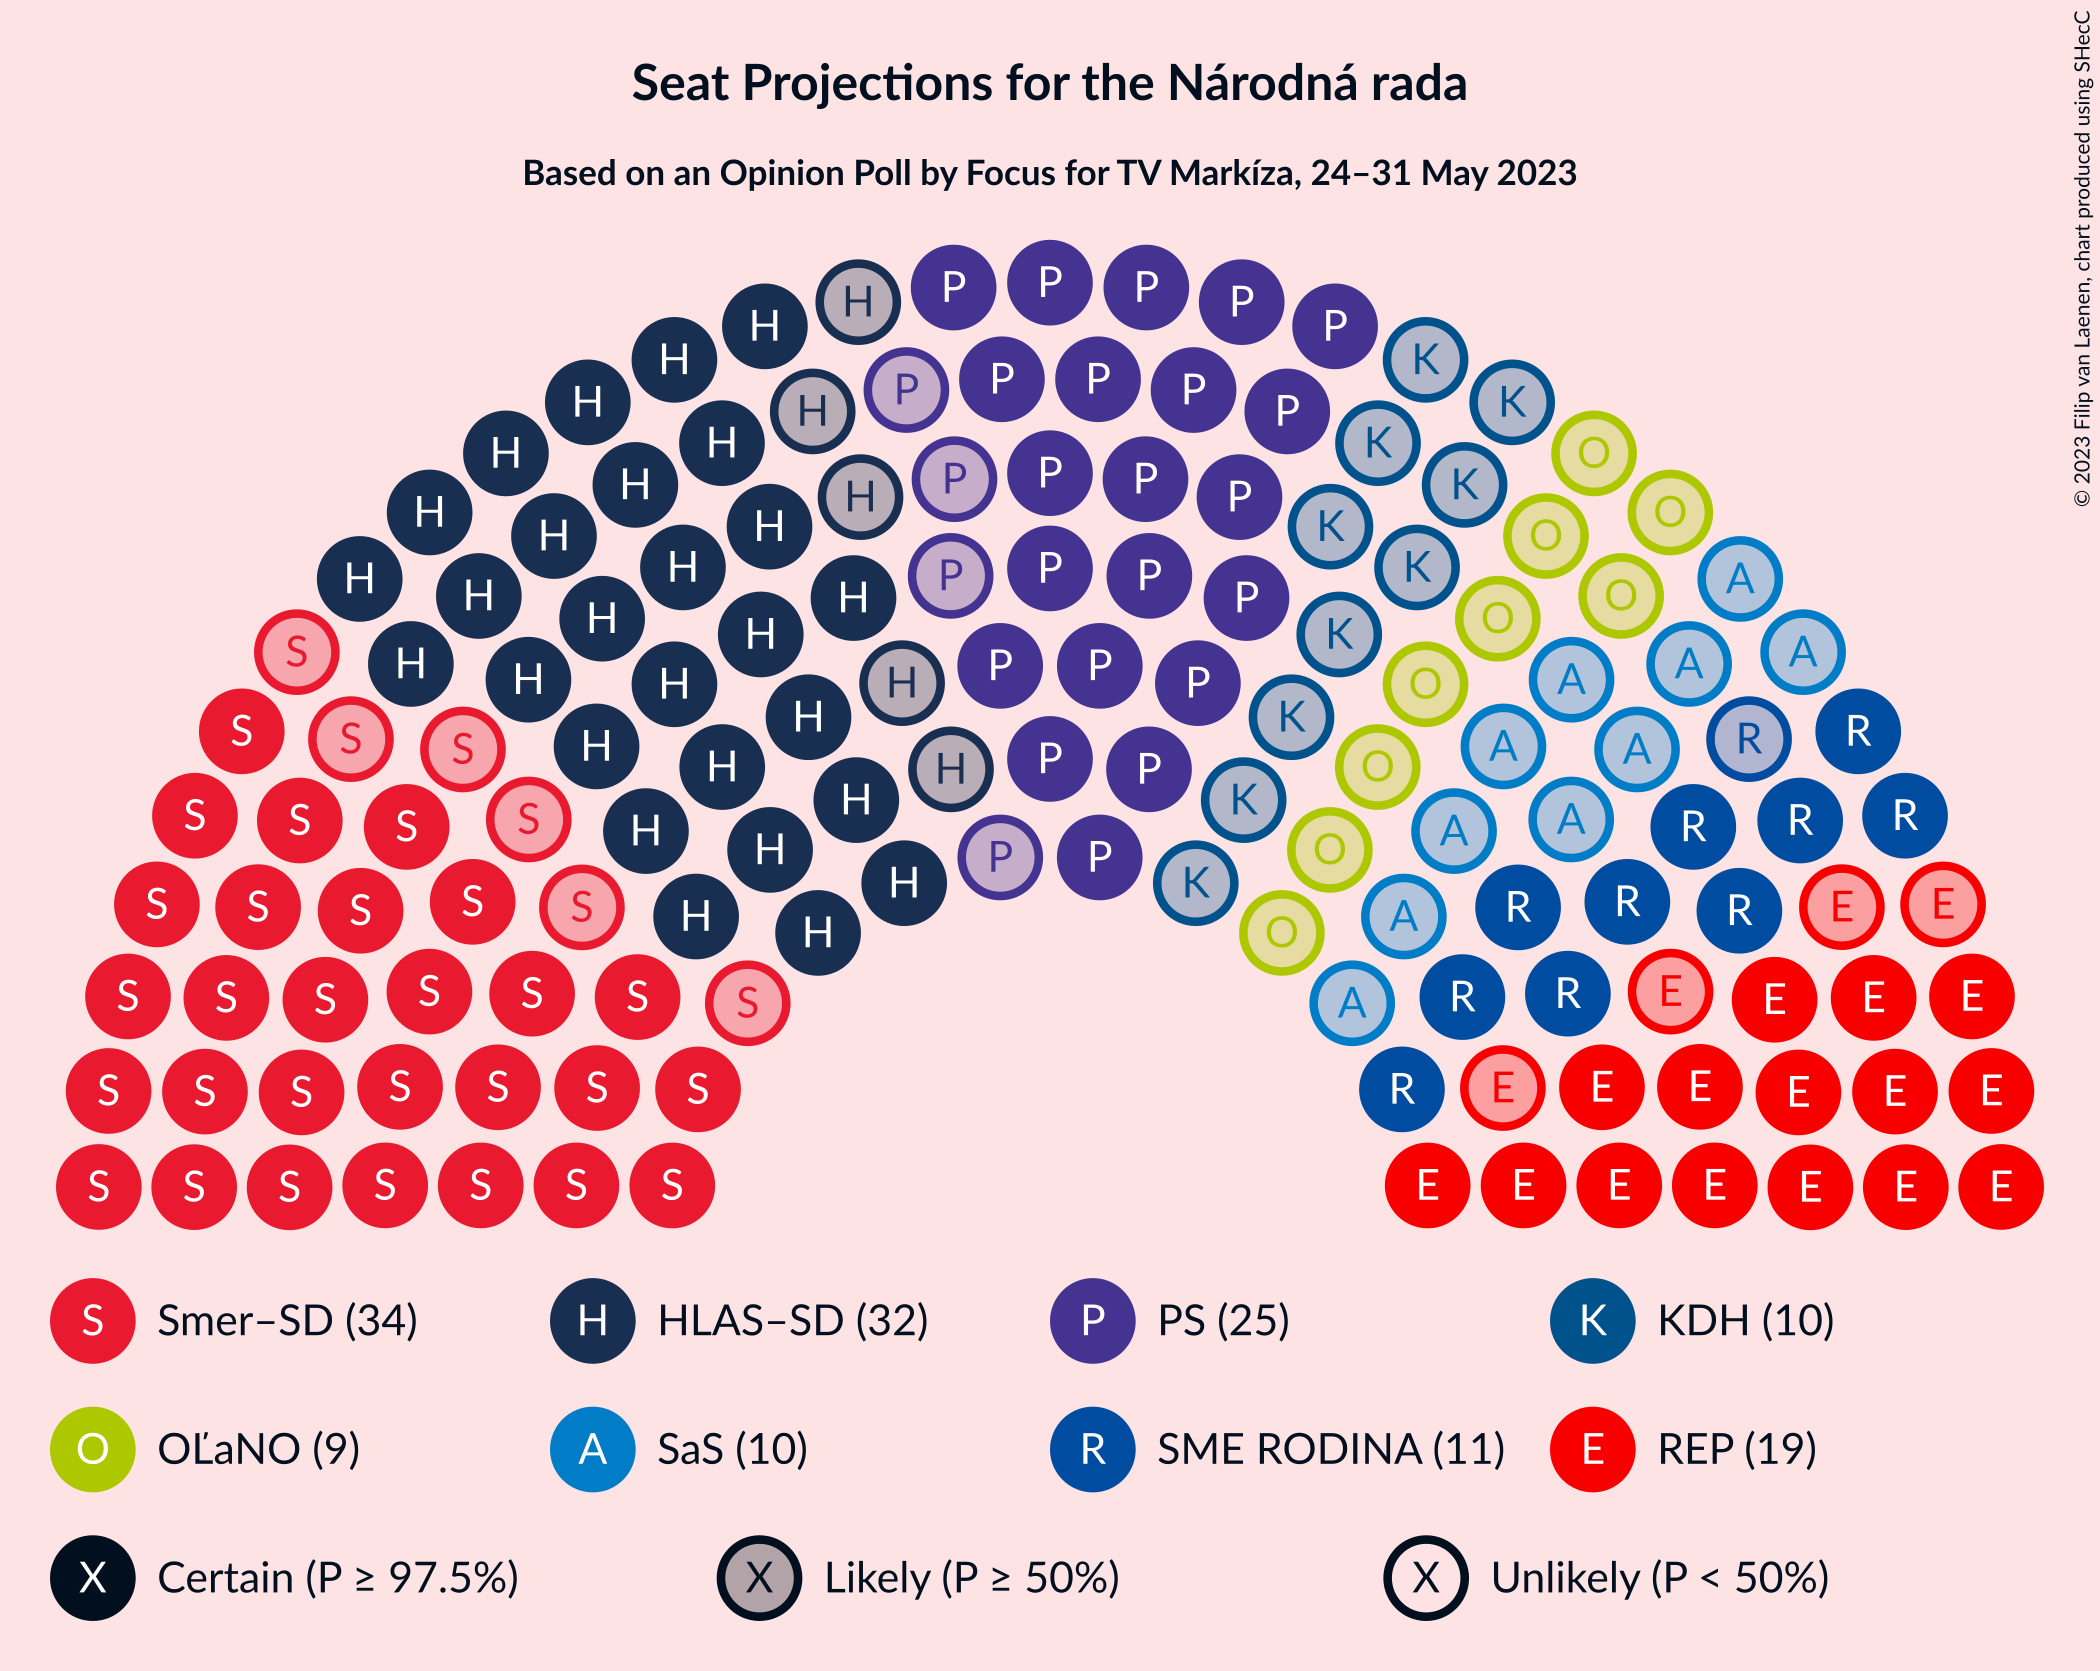 Seat Projections for the Národná rada
Based on an Opinion Poll by Focus for TV Markíza, 24–31 May 2023
© 2023 Filip van Laenen, chart produced using SHecC
H P P P P P
H K
H H P P P P P K K
H H H P P P P K K O
H H H H P P P P K K O O
H H H H H P P P K K O O A
S H H H H H P P K O O A A A
S S S H H H K O A A R R
S S S S H H H P P K O A A R R R
S S S S S H H H K O A R R R E E
S S S S S S S A R R E E E E
S S S S S S S R E E E E E E
S S S S S S S E E E E E E E
S Smer–SD (34) H HLAS–SD (32) P PS (25) K KDH (10)
O OĽaNO (9) A SaS (10) R SME RODINA (11) E REP (19)
X Certain (P ≥ 97.5%) X Likely (P ≥ 50%) X Unlikely (P < 50%)